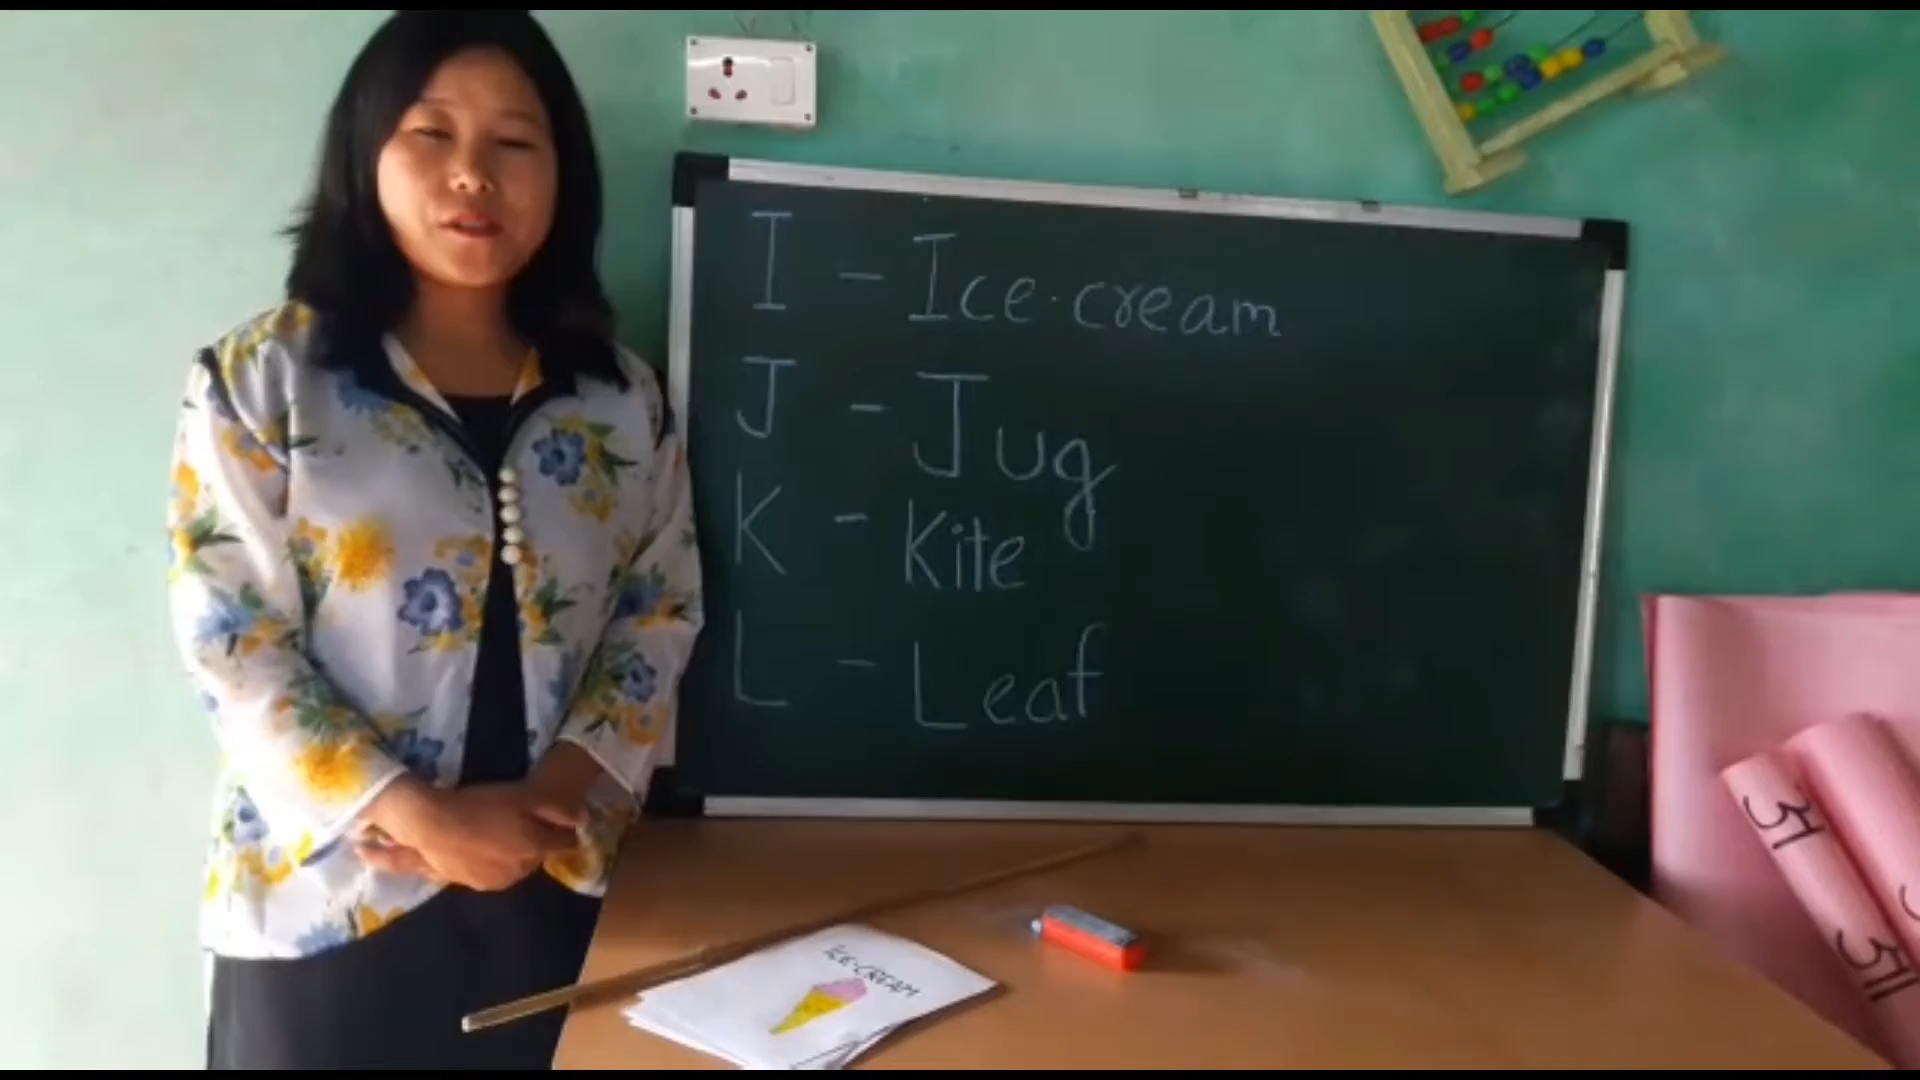 I - Ice-cream
J - Jug
K - Kite
L - Leaf
ICE-CREAM
अ
आ